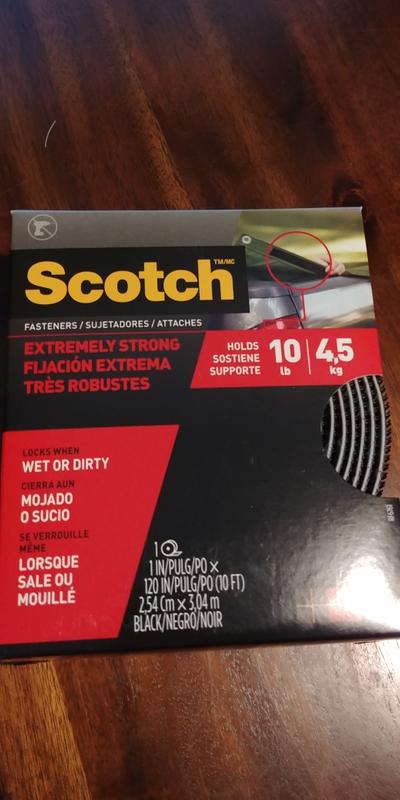 Scotch TM/MC
FASTENERS / SUJETADORES / ATTACHES
EXTREMELY STRONG
FIJACIÓN EXTREMA
TRÈS ROBUSTES
HOLDS
SOSTIENE
SUPPORTE
10 lb
4,5 kg
LOCKS WHEN
WET OR DIRTY
CIERRA AUN
MOJADO
O SUCIO
SE VERROUILLE
MÊME
LORSQUE
SALE OU
MOUILLÉ
1
1 IN/PULG/PO x
120 IN/PULG/PO (10 FT)
2.54 Cm x 3,04 m
BLACK/NEGRO/NOIR